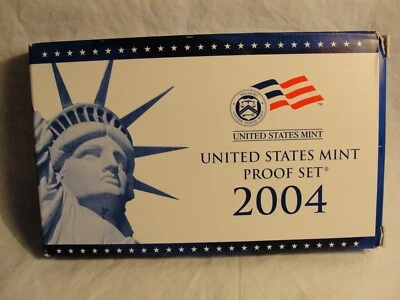 UNITED STATES MINT
UNITED STATES MINT
PROOF SET®
2004